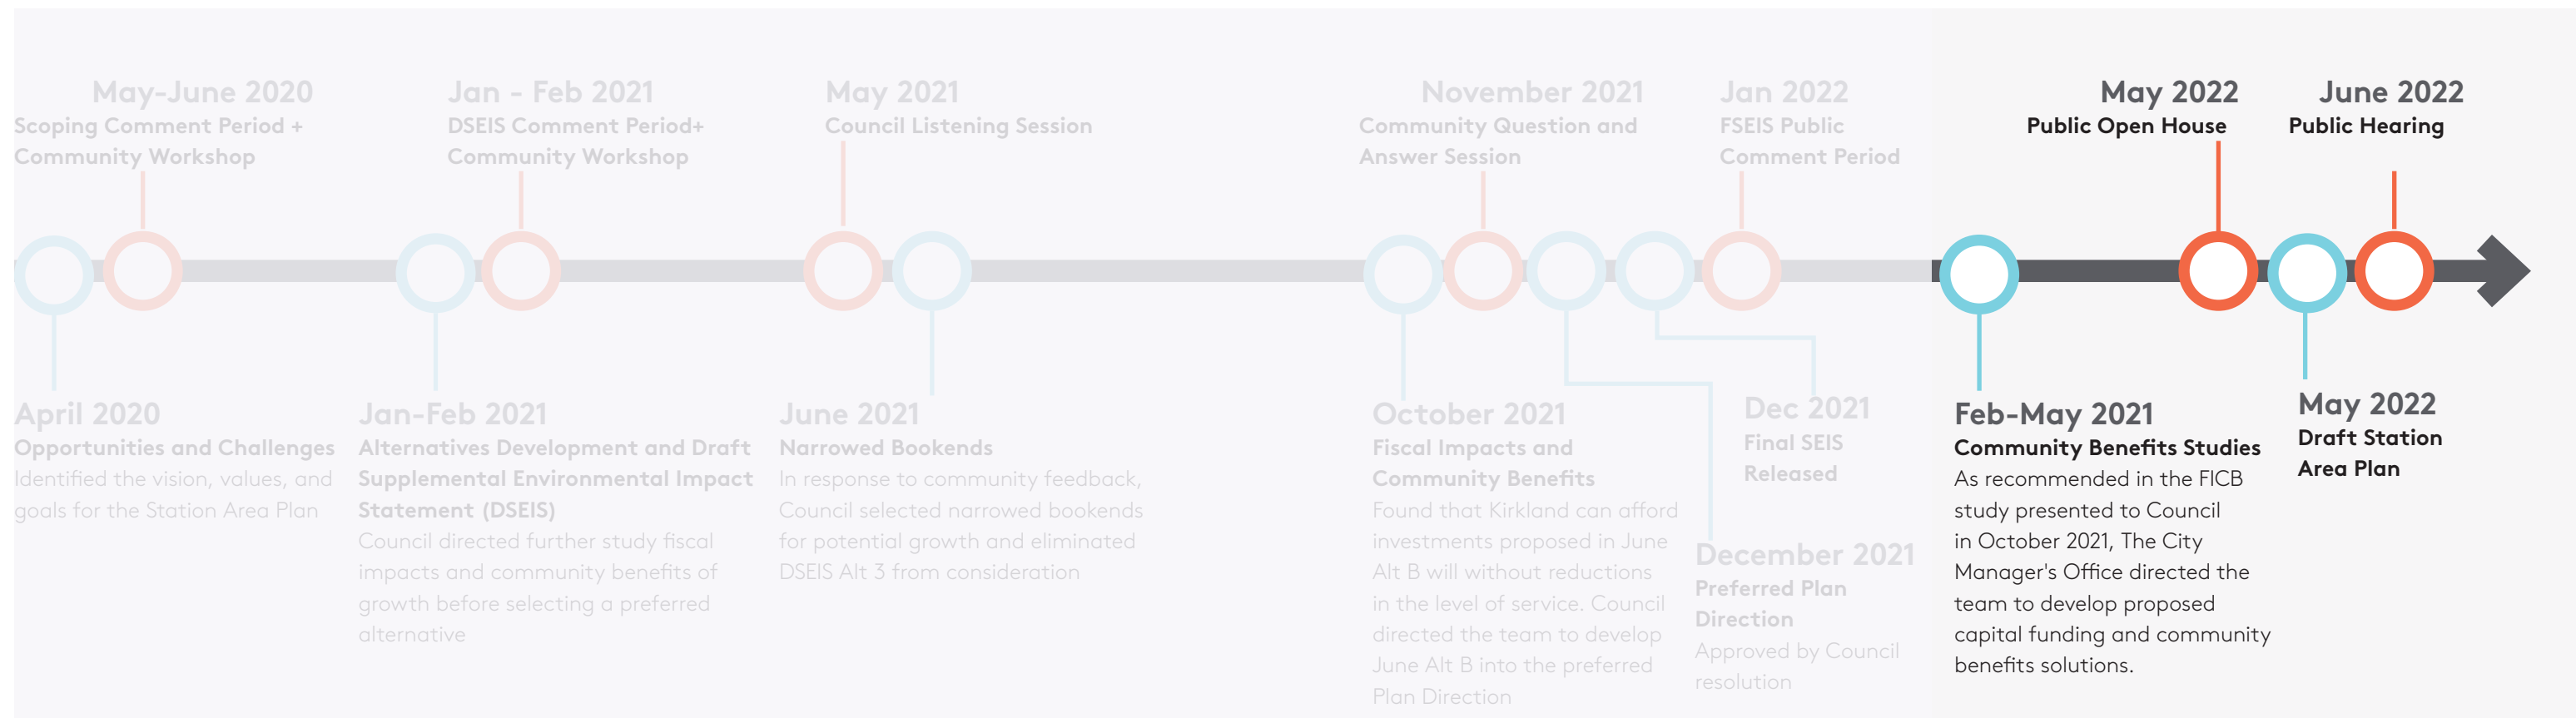 May-June 2020
Scoping Comment Period +
Community Workshop
Jan - Feb 2021
DSEIS Comment Period+
Community Workshop
May 2021
Council Listening Session
November 2021
Community Question and
Answer Session
Jan 2022
FSEIS Public
Comment Period
May 2022
Public Open House
June 2022
Public Hearing
April 2020
Opportunities and Challenges
Identified the vision, values, and
goals for the Station Area Plan
Jan-Feb 2021
Alternatives Development and Draft
Supplemental Environmental Impact
Statement (DSEIS)
Council directed further study fiscal
impacts and community benefits of
growth before selecting a preferred
alternative
June 2021
Narrowed Bookends
In response to community feedback,
Council selected narrowed bookends
for potential growth and eliminated
DSEIS Alt 3 from consideration
October 2021
Fiscal Impacts and
Community Benefits
Found that Kirkland can afford
investments proposed in June
Alt B will without reductions
in the level of service. Council
directed the team to develop
June Alt B into the preferred
Plan Direction
Dec 2021
Final SEIS
Released
December 2021
Preferred Plan
Direction
Approved by Council
resolution
Feb-May 2021
Community Benefits Studies
As recommended in the FICB
study presented to Council
in October 2021, The City
Manager's Office directed the
team to develop proposed
capital funding and community
benefits solutions.
May 2022
Draft Station
Area Plan